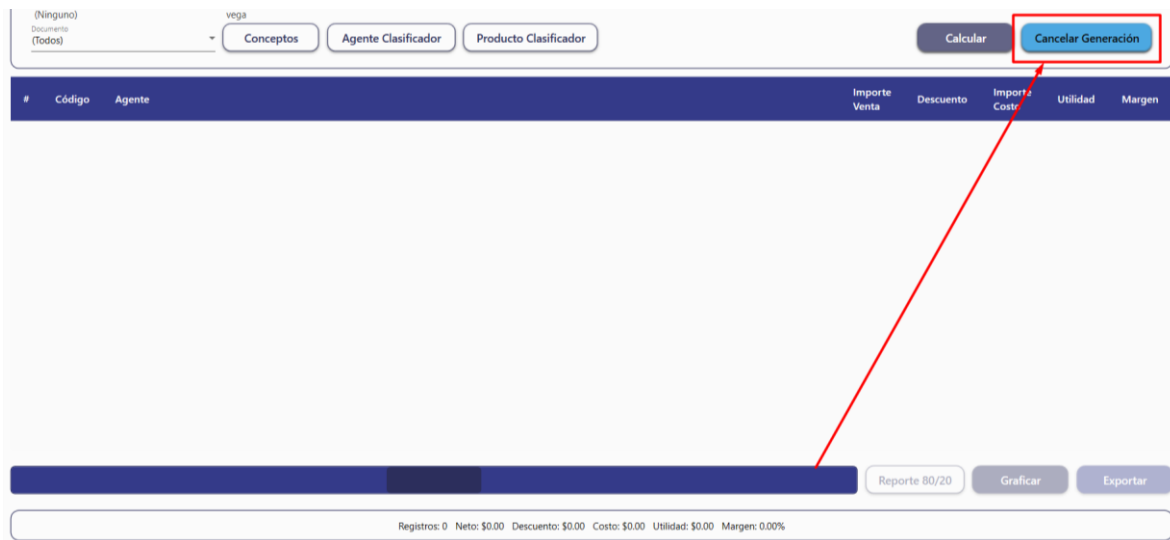 (Ninguno)
vega
Documento
(Todos)
Conceptos
Agente Clasificador
Producto Clasificador
Calcular
Cancelar Generación
# Código Agente Importe Venta Descuento Importe Costo Utilidad Margen
Reporte 80/20
Graficar
Exportar
Registros: 0 Neto: $0.00 Descuento: $0.00 Costo: $0.00 Utilidad: $0.00 Margen: 0.00%